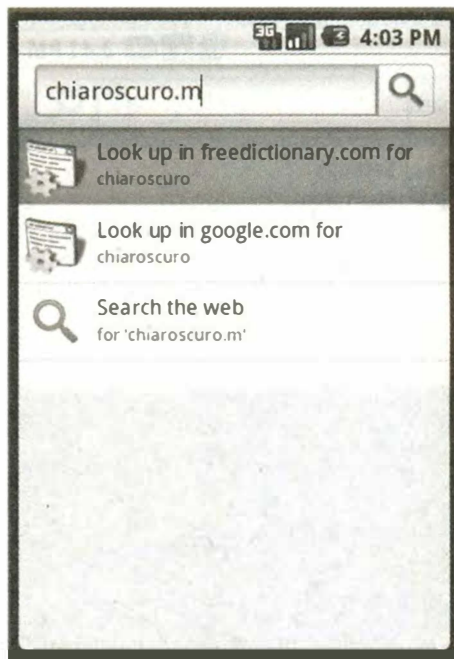 3G 4:03 PM
chiaroscuro.m
Look up in freedictionary.com for
chiaroscuro
Look up in google.com for
chiaroscuro
Search the web
for 'chiaroscuro.m'